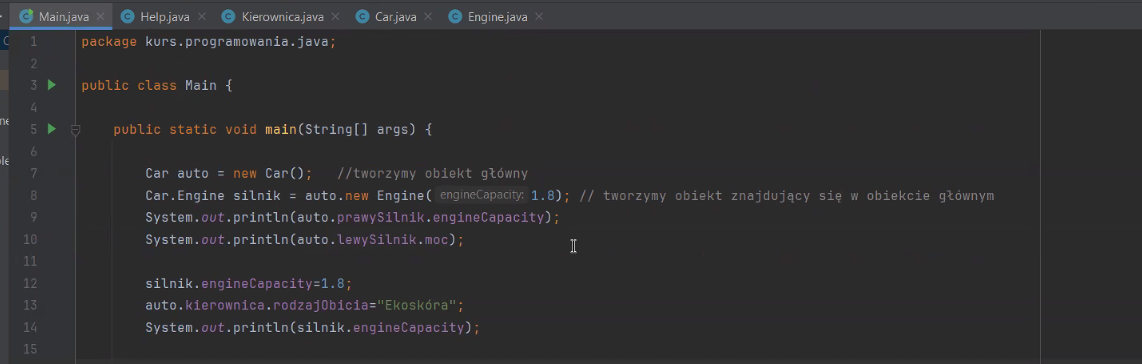 Main.java Help.java Kierownica.java Car.java Engine.java
1 package kurs.programowania.java;
2
3 public class Main {
4
5 public static void main(String[] args) {
6
7 Car auto = new Car(); //tworzymy obiekt główny
8 Car.Engine silnik = auto.new Engine( engineCapacity: 1.8); // tworzymy obiekt znajdujący się w obiekcie głównym
9 System.out.println(auto.prawySilnik.engineCapacity);
10 System.out.println(auto.lewySilnik.moc);
11
12 silnik.engineCapacity=1.8;
13 auto.kierownica.rodzajObicia="Ekoskóra";
14 System.out.println(silnik.engineCapacity);
15